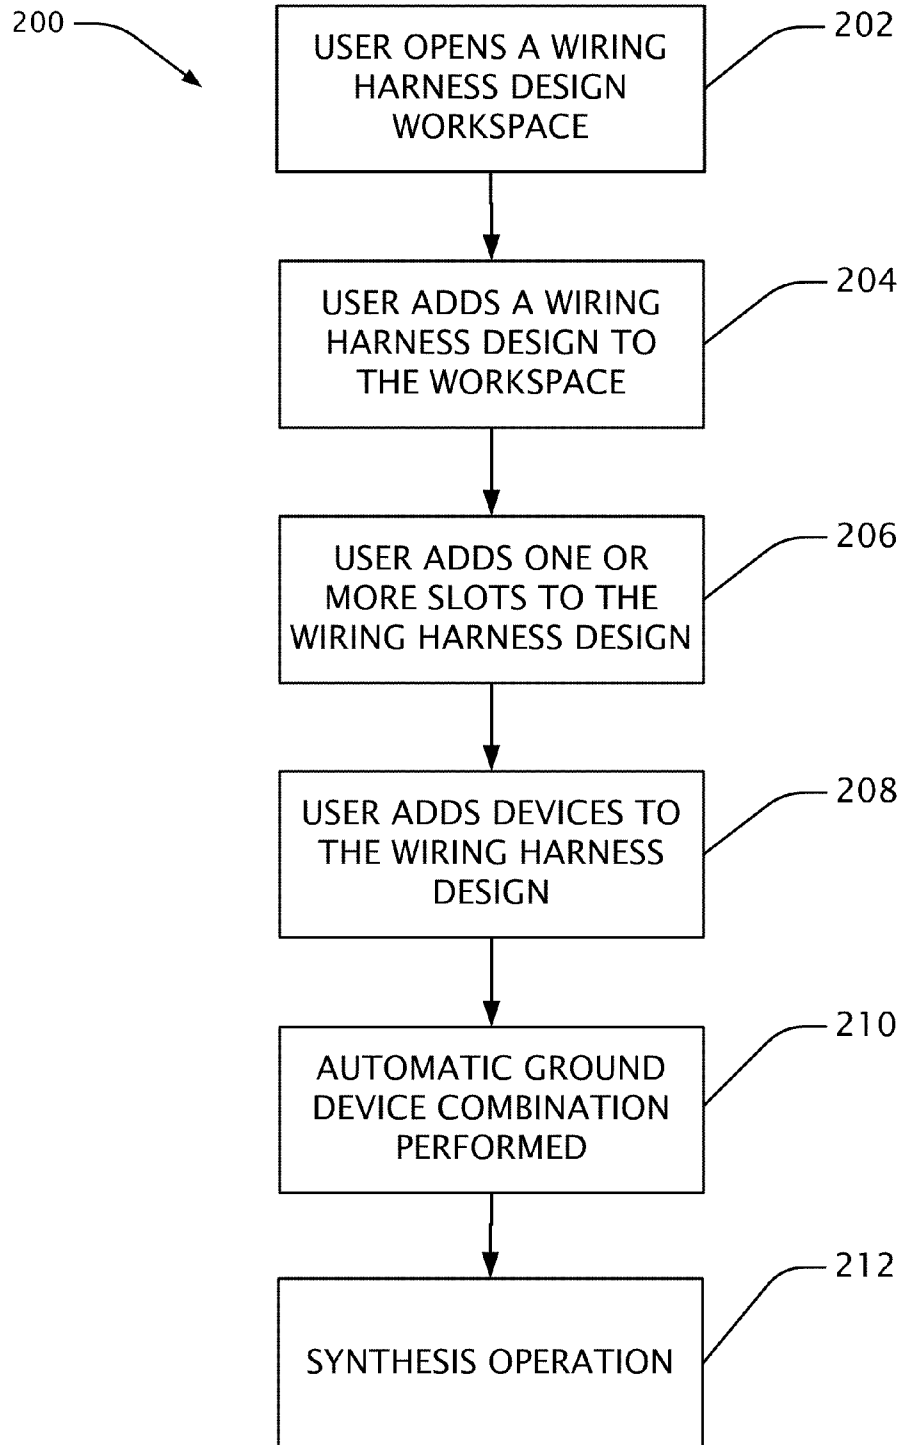 200
USER OPENS A WIRING
HARNESS DESIGN
WORKSPACE
202
USER ADDS A WIRING
HARNESS DESIGN TO
THE WORKSPACE
204
USER ADDS ONE OR
MORE SLOTS TO THE
WIRING HARNESS DESIGN
206
USER ADDS DEVICES TO
THE WIRING HARNESS
DESIGN
208
AUTOMATIC GROUND
DEVICE COMBINATION
PERFORMED
210
SYNTHESIS OPERATION
212